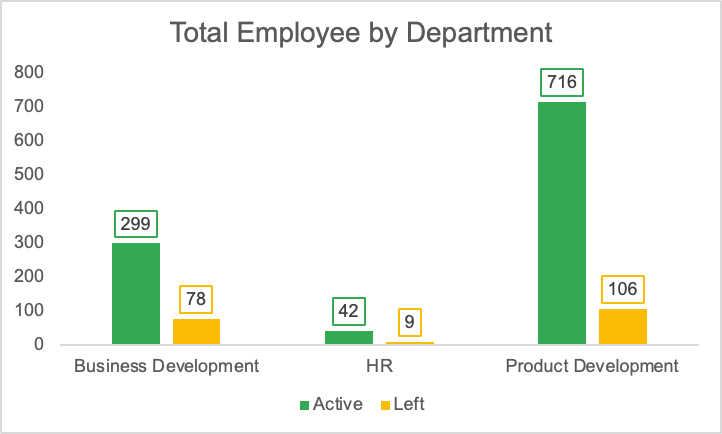 Total Employee by Department
800
700
600
500
400
300
200
100
0
299
78
42
9
716
106
Business Development
HR
Product Development
Active
Left